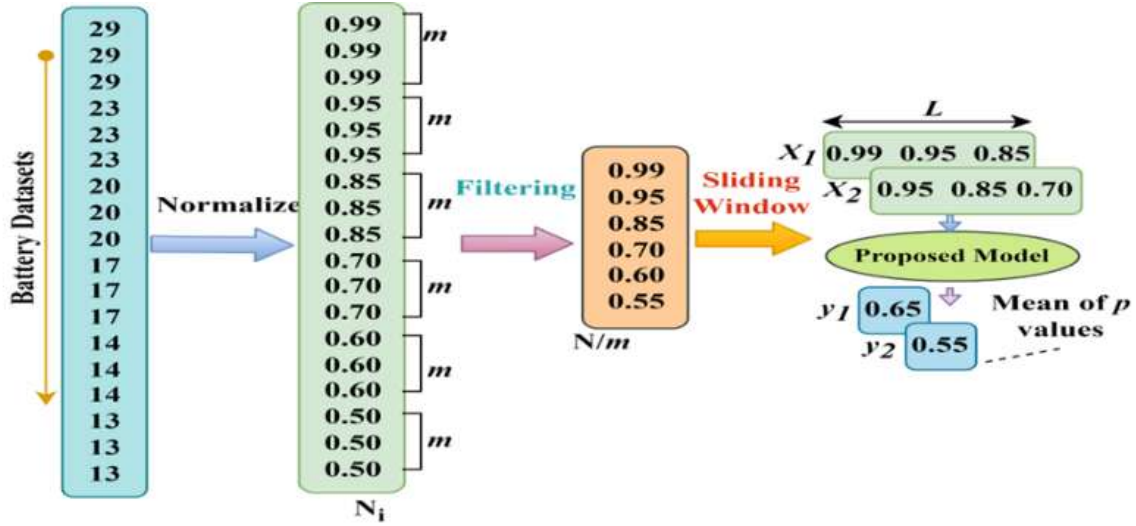 Battery Datasets
29
29
29
23
23
23
20
20
20
17
17
17
14
14
14
13
13
13
Normalize
0.99
0.99
0.99
m
0.95
0.95
0.95
m
0.85
0.85
0.85
m
0.70
0.70
0.70
m
0.60
0.60
0.60
m
0.50
0.50
0.50
m
Ni
Filtering
0.99
0.95
0.85
0.70
0.60
0.55
N/m
Sliding
Window
L
X1 0.99 0.95 0.85
X2 0.95 0.85 0.70
Proposed Model
y1 0.65
y2 0.55
Mean of p
values